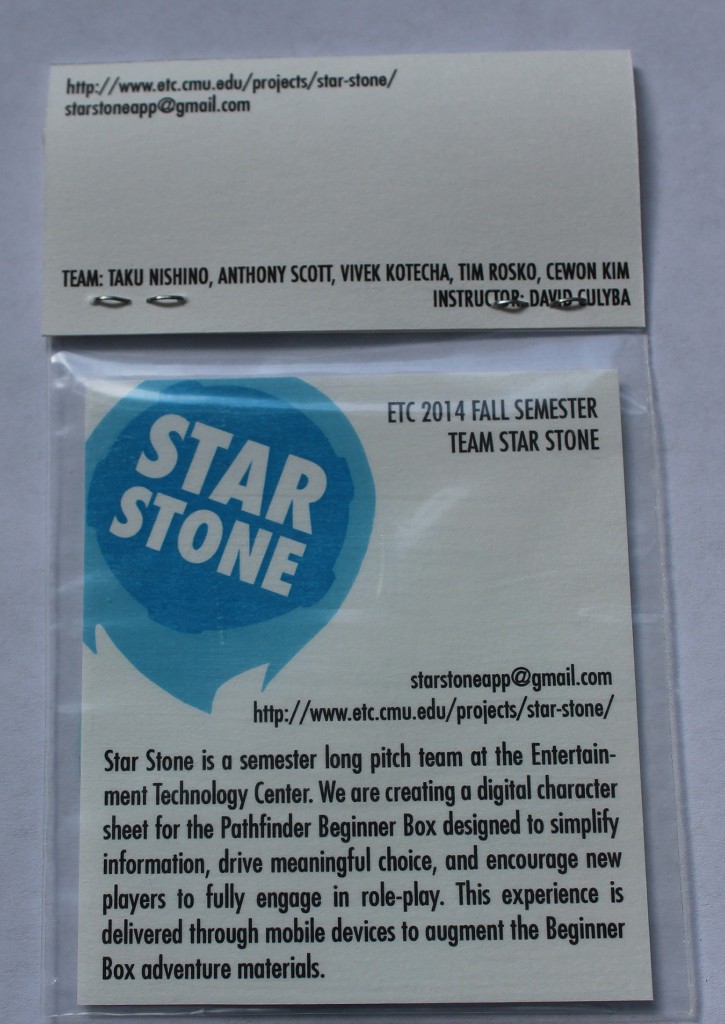 http://www.etc.cmu.edu/projects/star-stone/
starstoneapp@gmail.com
TEAM: TAKU NISHINO, ANTHONY SCOTT, VIVEK KOTECHA, TIM ROSKO, CEWON KIM
INSTRUCTOR: DAVID CULYBA
STAR
STONE
ETC 2014 FALL SEMESTER
TEAM STAR STONE
starstoneapp@gmail.com
http://www.etc.cmu.edu/projects/star-stone/
Star Stone is a semester long pitch team at the Entertain-
ment Technology Center. We are creating a digital character
sheet for the Pathfinder Beginner Box designed to simplify
information, drive meaningful choice, and encourage new
players to fully engage in role-play. This experience is
delivered through mobile devices to augment the Beginner
Box adventure materials.